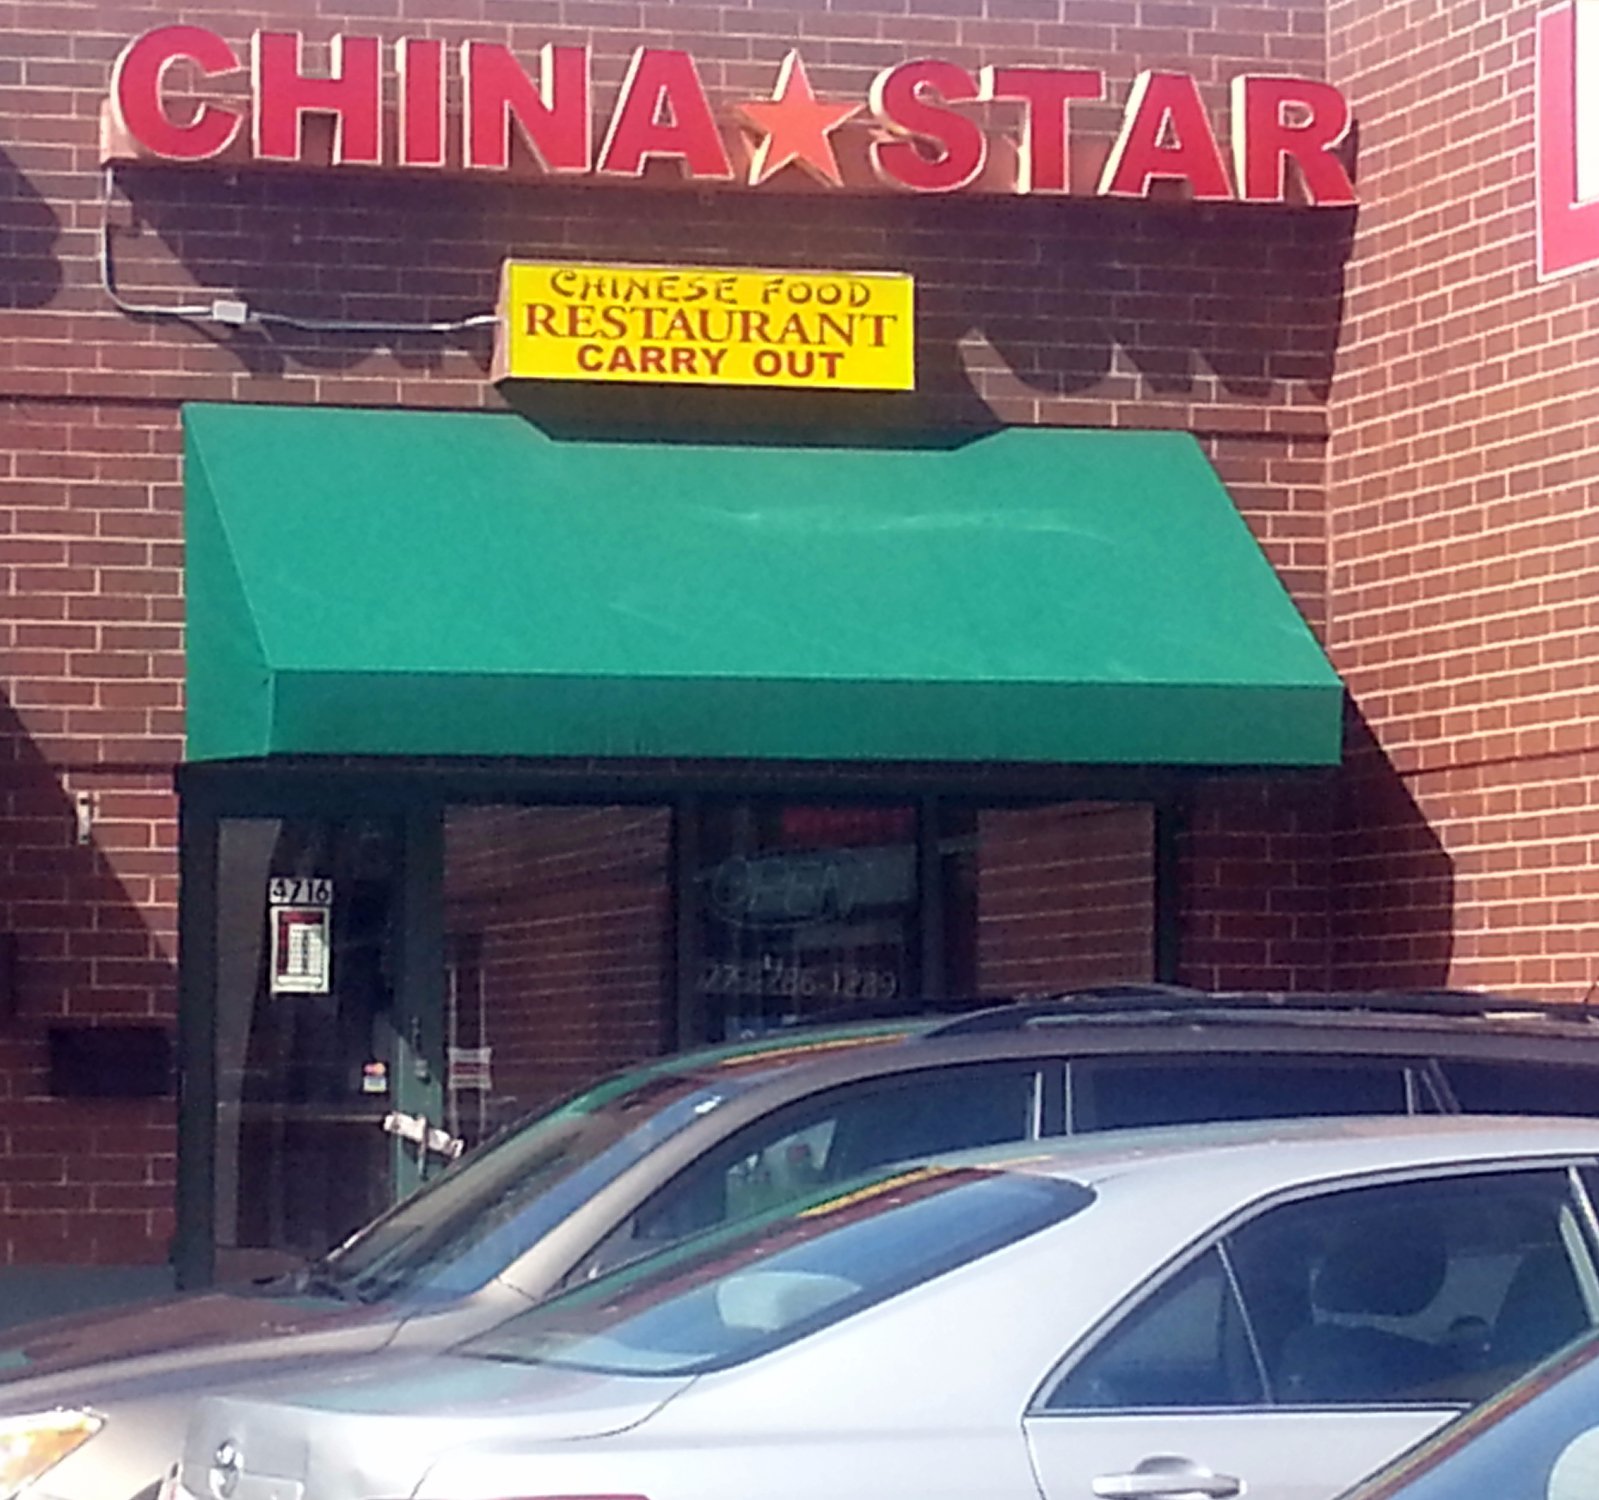 CHINA STAR
CHINESE FOOD
RESTAURANT
CARRY OUT
OPEN
4716